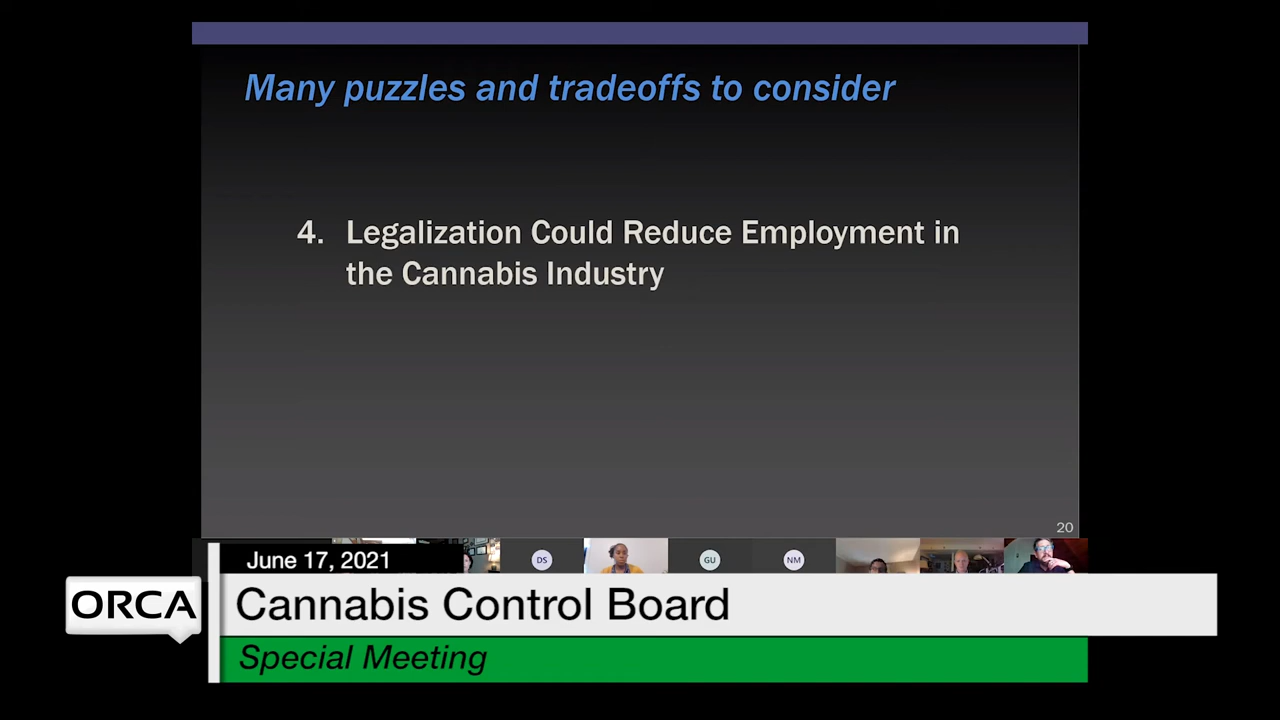 Many puzzles and tradeoffs to consider
4. Legalization Could Reduce Employment in
the Cannabis Industry
20
DS
GU
NM
June 17, 2021
ORCA
Cannabis Control Board
Special Meeting